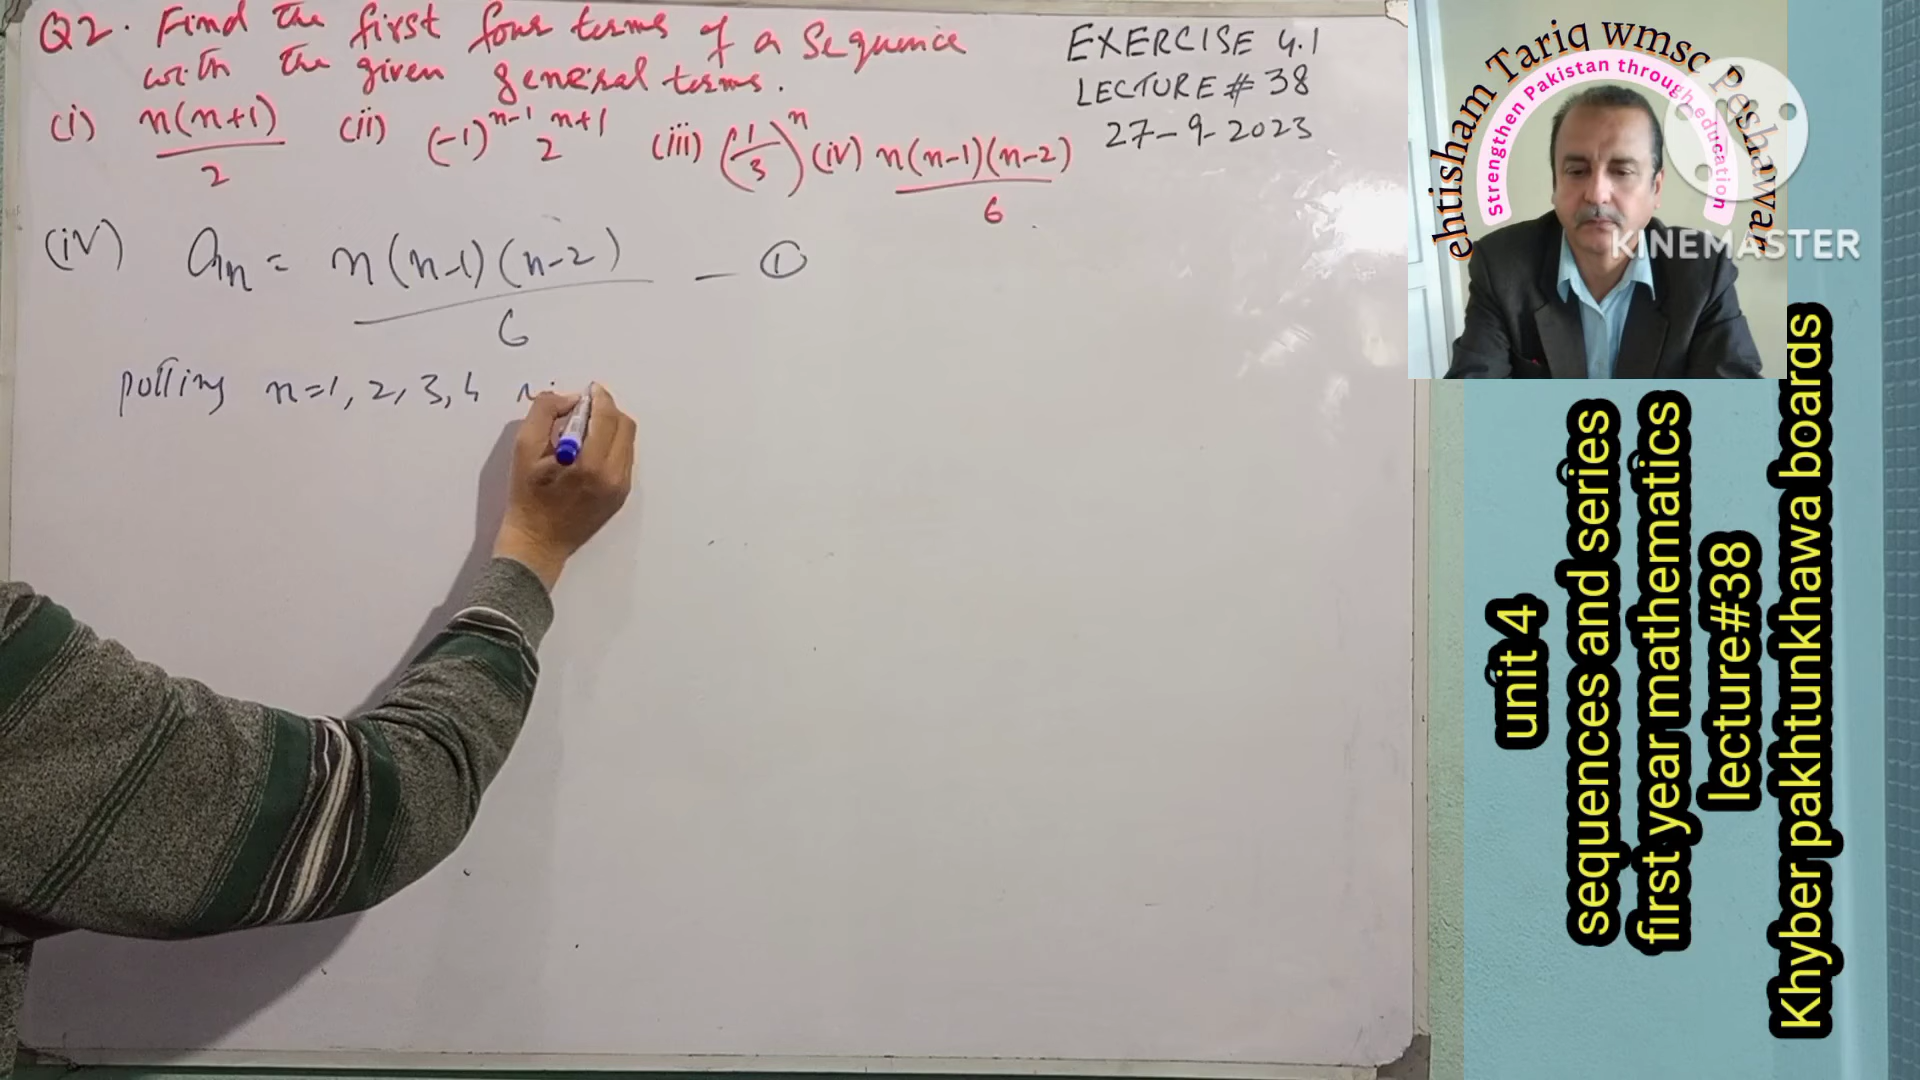 Q2. Find the first four terms of a sequence
with the given general terms.
(i) n(n+1)/2 (ii) (-1)^{n-1} 2^{n+1} (iii) (1/3)^n (iv) n(n-1)(n-2)/6
EXERCISE 4.1
LECTURE # 38
27-9-2023
(iv) a_n = n(n-1)(n-2)/6 — ①
putting n=1, 2, 3, 4
ehtisham Tariq wmsc Peshawar
Strengthen Pakistan through education
KINEMASTER
unit 4
sequences and series
first year mathematics
lecture#38
Khyber pakhtunkhawa boards